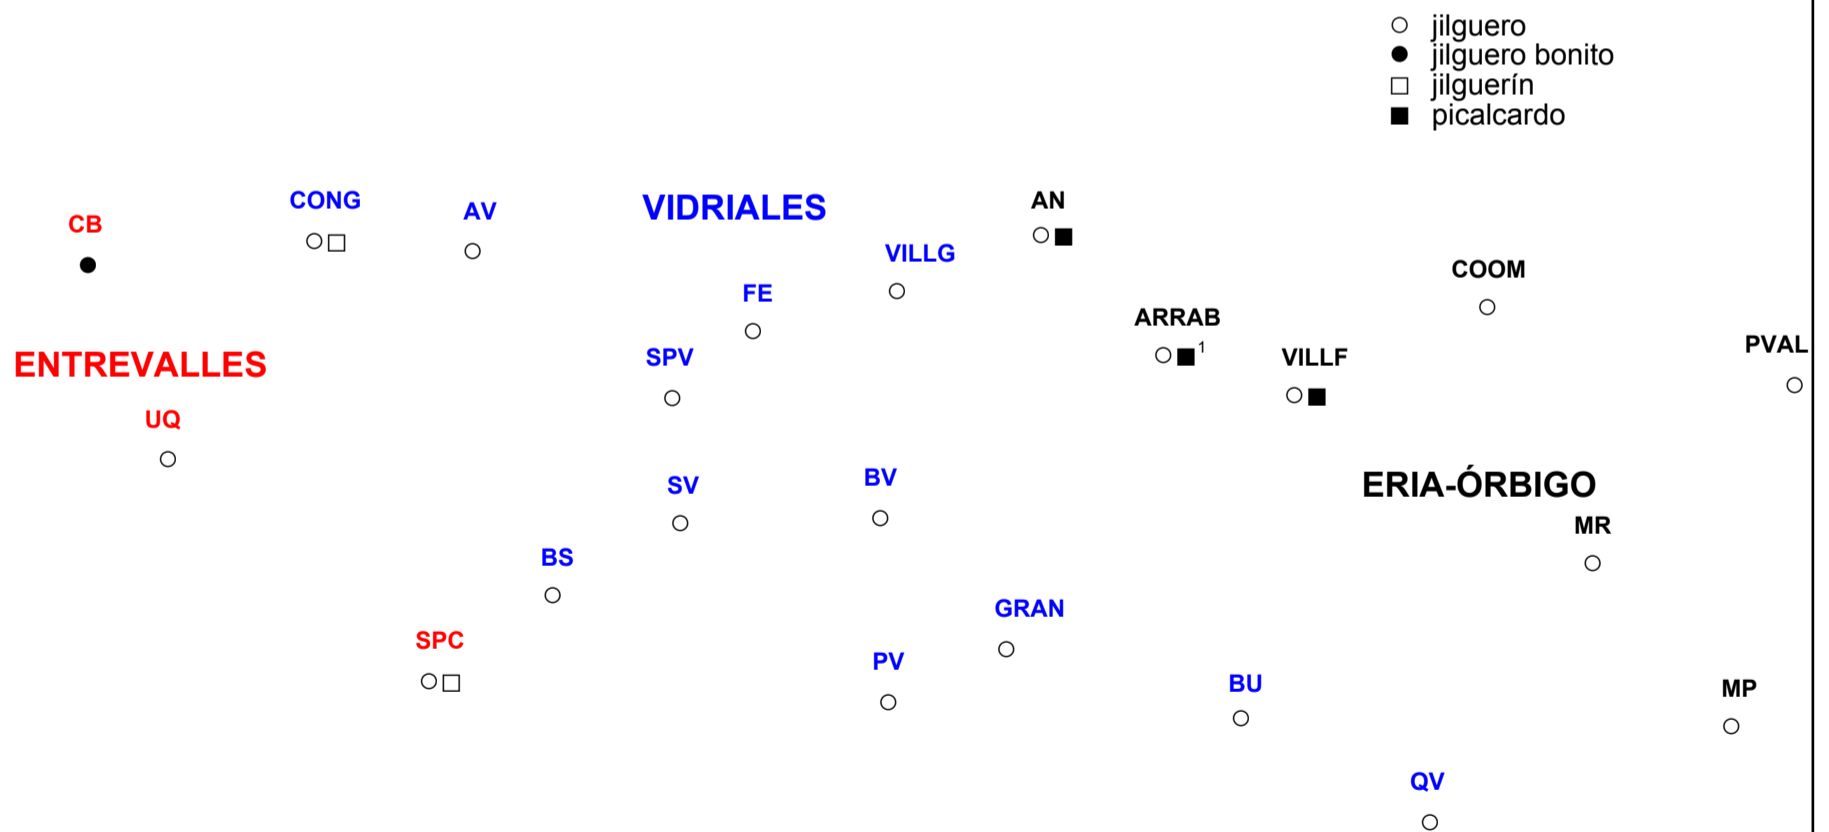 jilguero
jilguero bonito
jilguerín
picalcardo
CONG
AV
VIDRIALES
AN
CB
VILLG
COOM
FE
ARRAB
1
PVAL
ENTREVALLES
SPV
VILLF
UQ
SV
BV
ERIA-ÓRBIGO
MR
BS
GRAN
SPC
PV
BU
MP
QV